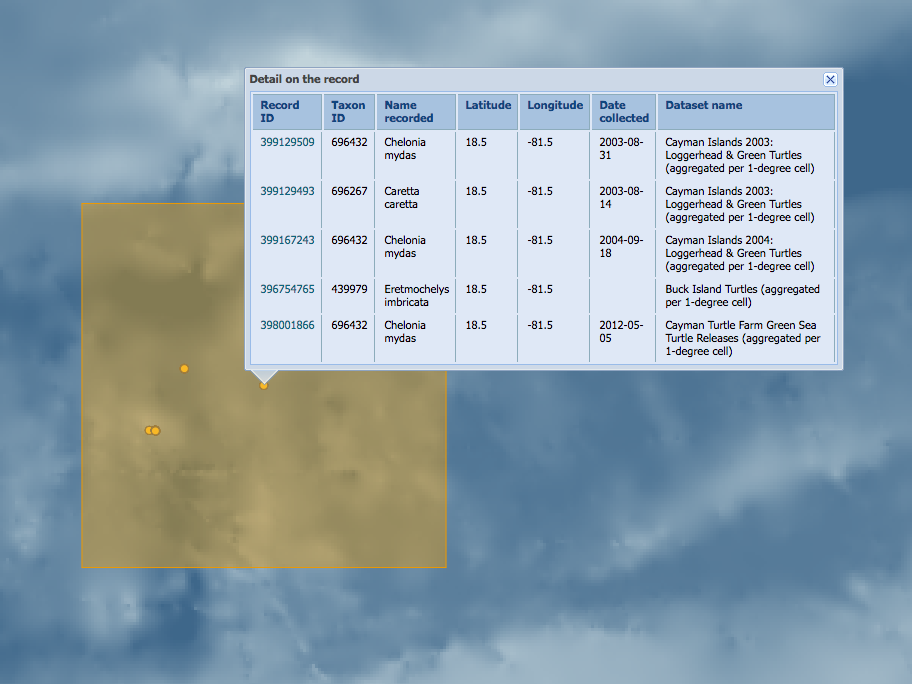 Detail on the record
Record ID Taxon ID Name recorded Latitude Longitude Date collected Dataset name
399129509 696432 Chelonia mydas 18.5 -81.5 2003-08-31 Cayman Islands 2003: Loggerhead & Green Turtles (aggregated per 1-degree cell)
399129493 696267 Caretta caretta 18.5 -81.5 2003-08-14 Cayman Islands 2003: Loggerhead & Green Turtles (aggregated per 1-degree cell)
399167243 696432 Chelonia mydas 18.5 -81.5 2004-09-18 Cayman Islands 2004: Loggerhead & Green Turtles (aggregated per 1-degree cell)
396754765 439979 Eretmochelys imbricata 18.5 -81.5 Buck Island Turtles (aggregated per 1-degree cell)
398001866 696432 Chelonia mydas 18.5 -81.5 2012-05-05 Cayman Turtle Farm Green Sea Turtle Releases (aggregated per 1-degree cell)